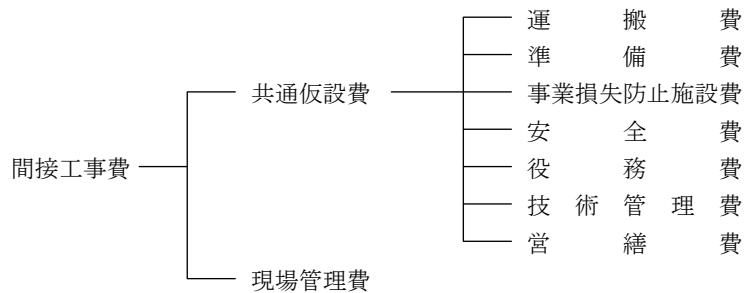 運搬費
準備費
共通仮設費
事業損失防止施設費
安全費
間接工事費
役務費
技術管理費
営繕費
現場管理費